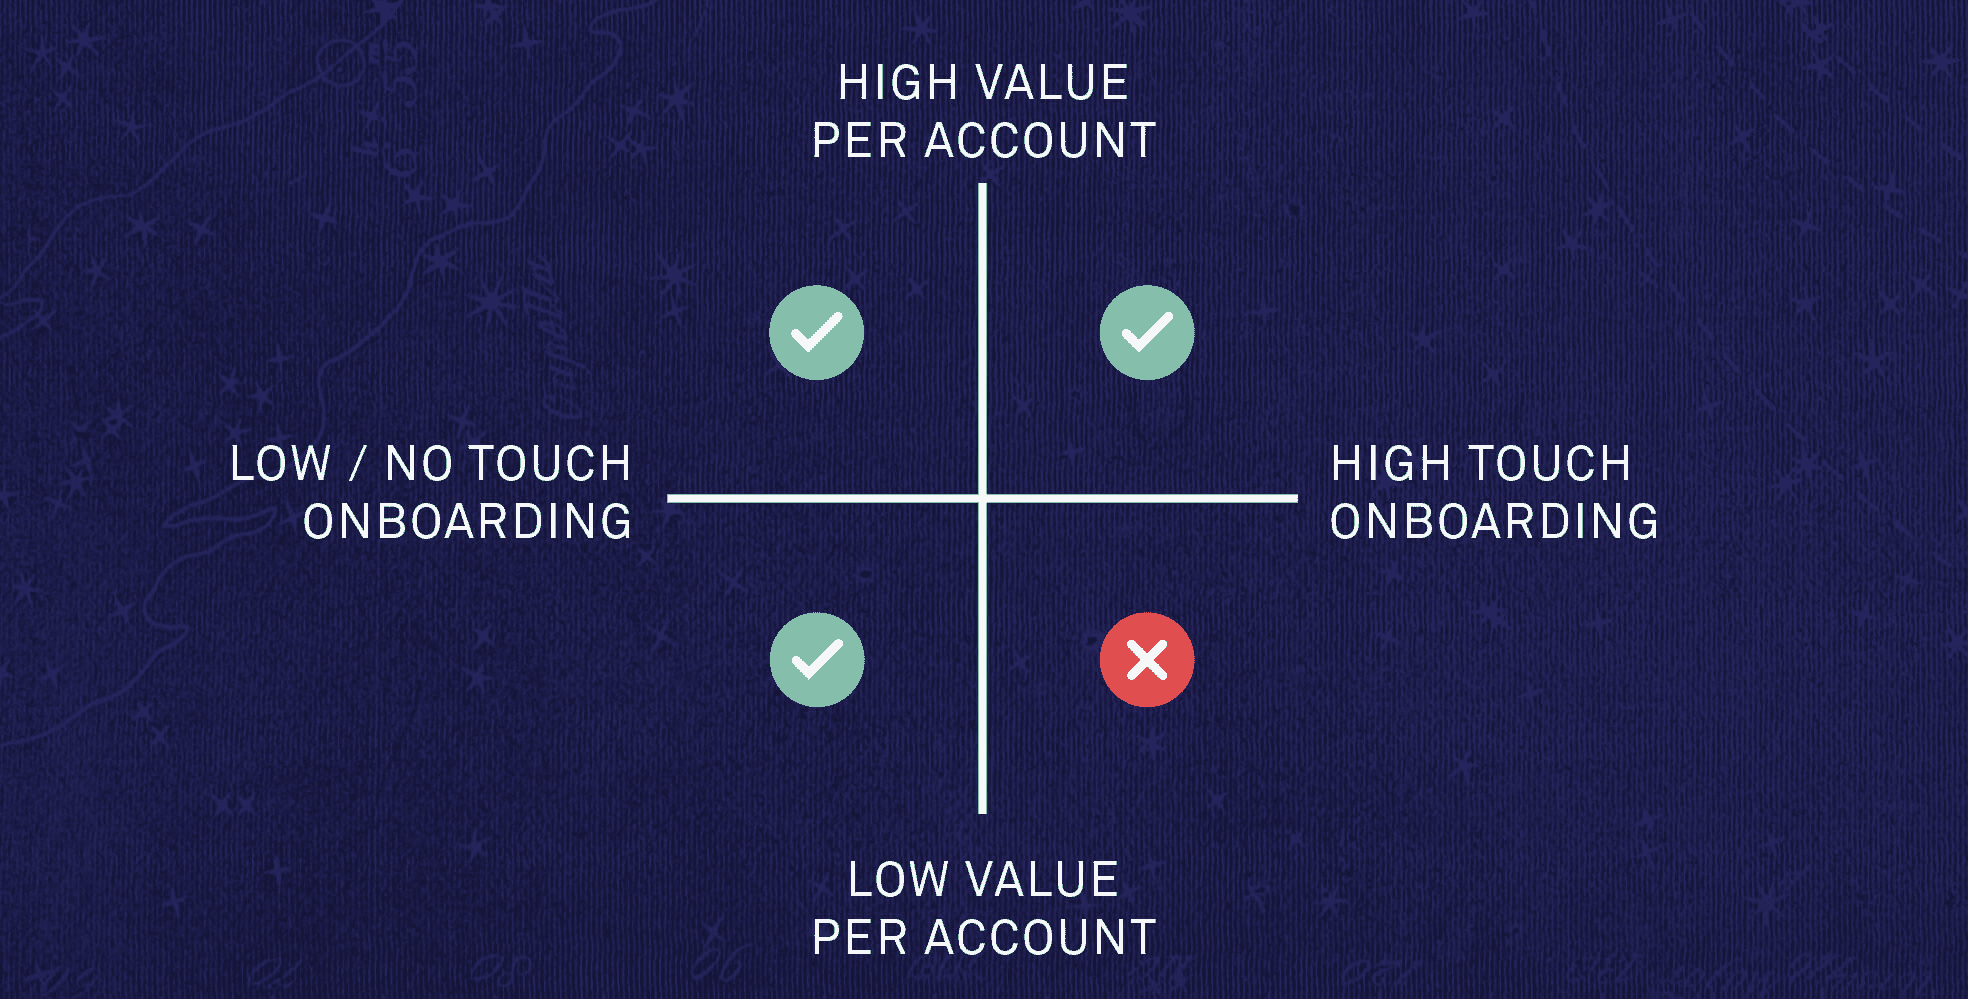 HIGH VALUE
PER ACCOUNT
LOW / NO TOUCH
ONBOARDING
HIGH TOUCH
ONBOARDING
LOW VALUE
PER ACCOUNT